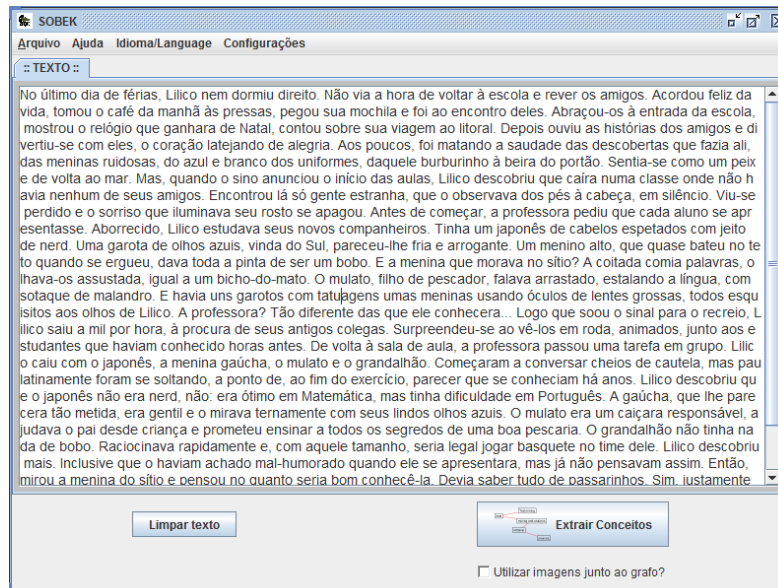 SOBEK
Arquivo Ajuda Idioma/Language Configurações
:: TEXTO ::
No último dia de férias, Lilico nem dormiu direito. Não via a hora de voltar à escola e rever os amigos. Acordou feliz da
vida, tomou o café da manhã às pressas, pegou sua mochila e foi ao encontro deles. Abraçou-os à entrada da escola,
mostrou o relógio que ganhara de Natal, contou sobre sua viagem ao litoral. Depois ouviu as histórias dos amigos e di
vertiu-se com eles, o coração latejando de alegria. Aos poucos, foi matando a saudade das descobertas que fazia ali,
das meninas ruidosas, do azul e branco dos uniformes, daquele burburinho à beira do portão. Sentia-se como um peix
e de volta ao mar. Mas, quando o sino anunciou o início das aulas, Lilico descobriu que caíra numa classe onde não h
avia nenhum de seus amigos. Encontrou lá só gente estranha, que o observava dos pés à cabeça, em silêncio. Viu-se
perdido e o sorriso que iluminava seu rosto se apagou. Antes de começar, a professora pediu que cada aluno se apr
esentasse. Aborrecido, Lilico estudava seus novos companheiros. Tinha um japonês de cabelos espetados com jeito
de nerd. Uma garota de olhos azuis, vinda do Sul, pareceu-lhe fria e arrogante. Um menino alto, que quase bateu no te
to quando se ergueu, dava toda a pinta de ser um bobo. E a menina que morava no sítio? A coitada comia palavras, o
lhava-os assustada, igual a um bicho-do-mato. O mulato, filho de pescador, falava arrastado, estalando a língua, com
sotaque de malandro. E havia uns garotos com tatuagens umas meninas usando óculos de lentes grossas, todos esqu
isitos aos olhos de Lilico. A professora? Tão diferente das que ele conhecera... Logo que soou o sinal para o recreio, L
ilico saiu a mil por hora, à procura de seus antigos colegas. Surpreendeu-se ao vê-los em roda, animados, junto aos e
studantes que haviam conhecido horas antes. De volta à sala de aula, a professora passou uma tarefa em grupo. Lilic
o caiu com o japonês, a menina gaúcha, o mulato e o grandalhão. Começaram a conversar cheios de cautela, mas pau
latinamente foram se soltando, a ponto de, ao fim do exercício, parecer que se conheciam há anos. Lilico descobriu qu
e o japonês não era nerd, não: era ótimo em Matemática, mas tinha dificuldade em Português. A gaúcha, que lhe pare
cera tão metida, era gentil e o mirava ternamente com seus lindos olhos azuis. O mulato era um caiçara responsável, a
judava o pai desde criança e prometeu ensinar a todos os segredos de uma boa pescaria. O grandalhão não tinha na
da de bobo. Raciocinava rapidamente e, com aquele tamanho, seria legal jogar basquete no time dele. Lilico descobriu
mais. Inclusive que o haviam achado mal-humorado quando ele se apresentara, mas já não pensavam assim. Então,
mirou a menina do sítio e pensou no quanto seria bom conhecê-la. Devia saber tudo de passarinhos. Sim, justamente
Limpar texto
Extrair Conceitos
Utilizar imagens junto ao grafo?